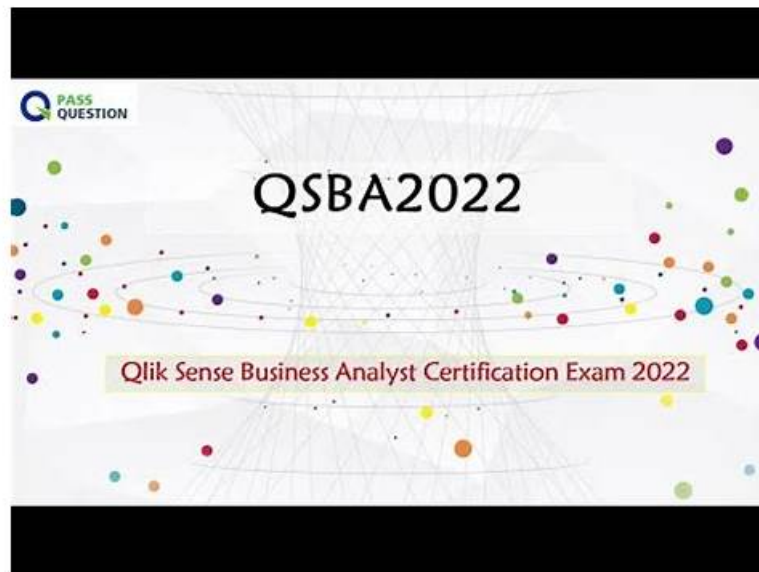 PASS
QUESTION
QSBA2022
Qlik Sense Business Analyst Certification Exam 2022